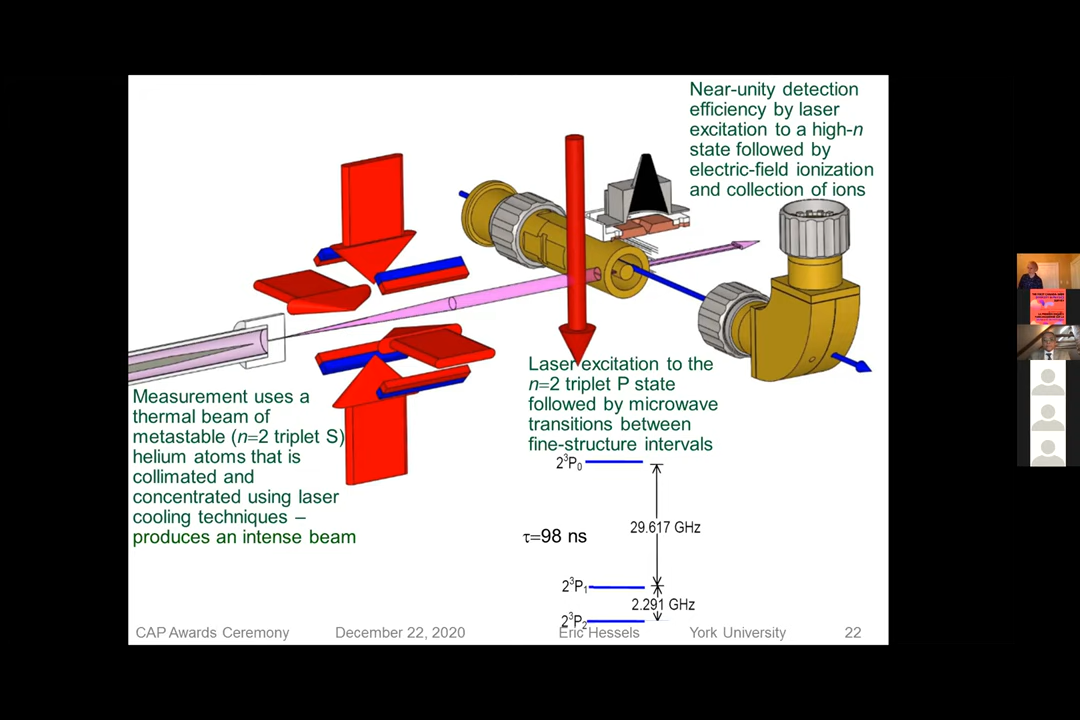 Near-unity detection
efficiency by laser
excitation to a high-n
state followed by
electric-field ionization
and collection of ions
Measurement uses a
thermal beam of
metastable (n=2 triplet S)
helium atoms that is
collimated and
concentrated using laser
cooling techniques –
produces an intense beam
Laser excitation to the
n=2 triplet P state
followed by microwave
transitions between
fine-structure intervals
2³P₀
29.617 GHz
τ=98 ns
2³P₁
2.291 GHz
2³P₂
CAP Awards Ceremony December 22, 2020 Eric Hessels York University 22